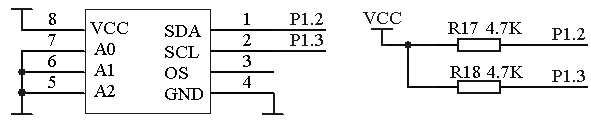 8 VCC SDA 1 P1.2
7 A0 SCL 2 P1.3
6 A1 OS 3
5 A2 GND 4
VCC
R17 4.7K P1.2
R18 4.7K P1.3